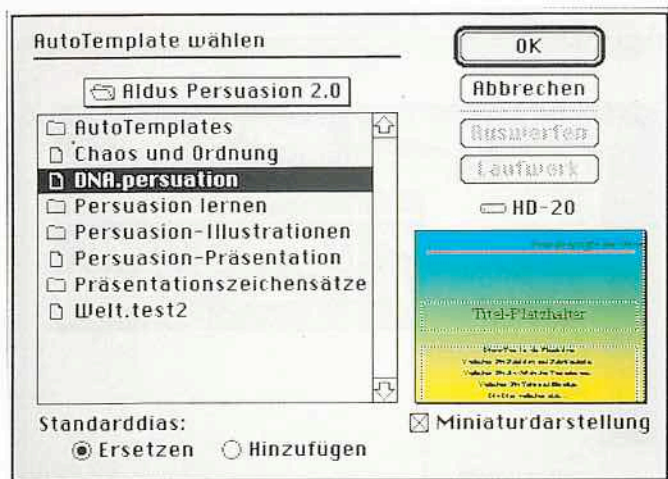 AutoTemplate wählen
Aldus Persuasion 2.0
AutoTemplates
Chaos und Ordnung
DNA.persuation
Persuasion lernen
Persuasion-Illustrationen
Persuasion-Präsentation
Präsentationszeichensätze
Welt.test2
Standarddias:
Ersetzen
Hinzufügen
OK
Abbrechen
Auswerfen
Laufwerk
HD-20
Titel-Platzhalter
Miniaturdarstellung